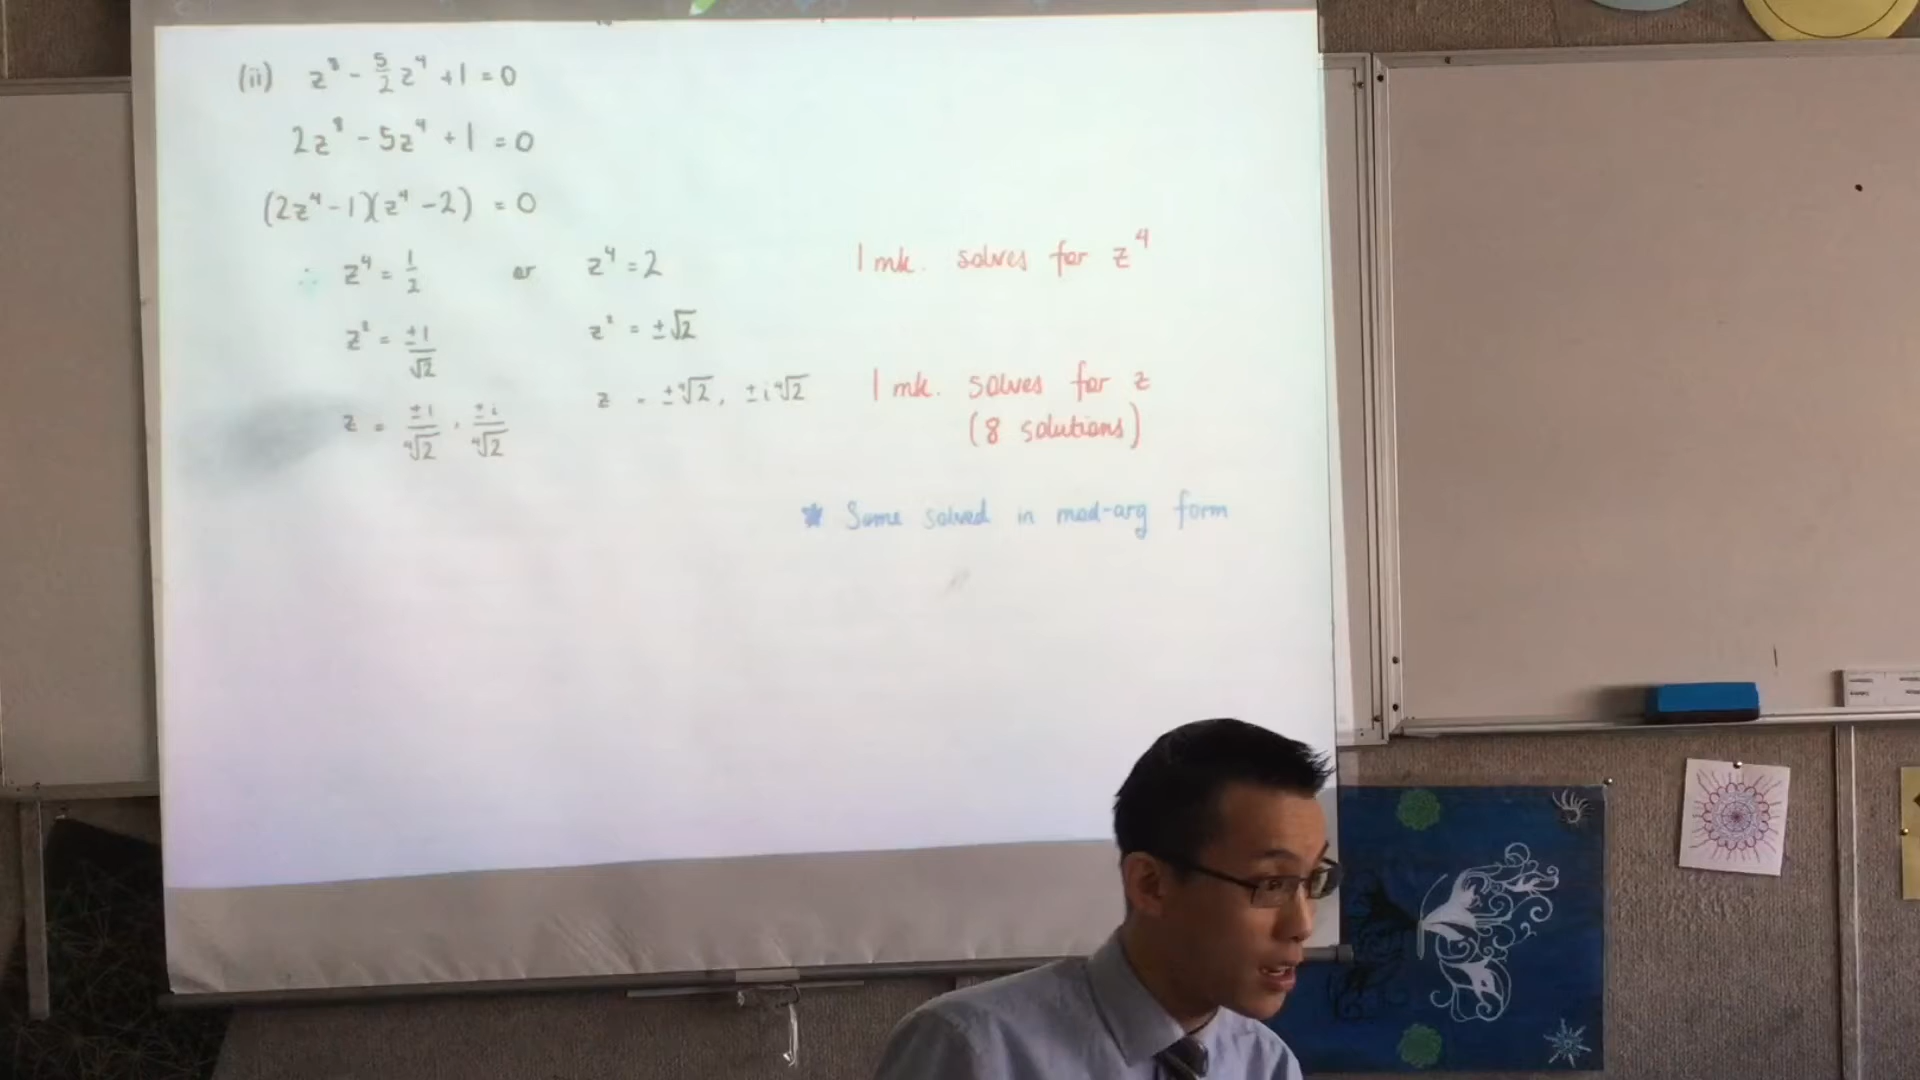 (ii) z⁸ - 5/2 z⁴ + 1 = 0
2z⁸ - 5z⁴ + 1 = 0
(2z⁴ - 1)(z⁴ - 2) = 0
∴ z⁴ = 1/2 or z⁴ = 2
1 mk. solves for z⁴
z² = ±1/√2
z² = ±√2
z = ±1/⁴√2, ±i/⁴√2
z = ±⁴√2, ±i⁴√2
1 mk. solves for z
(8 solutions)
* Some solved in mod-arg form